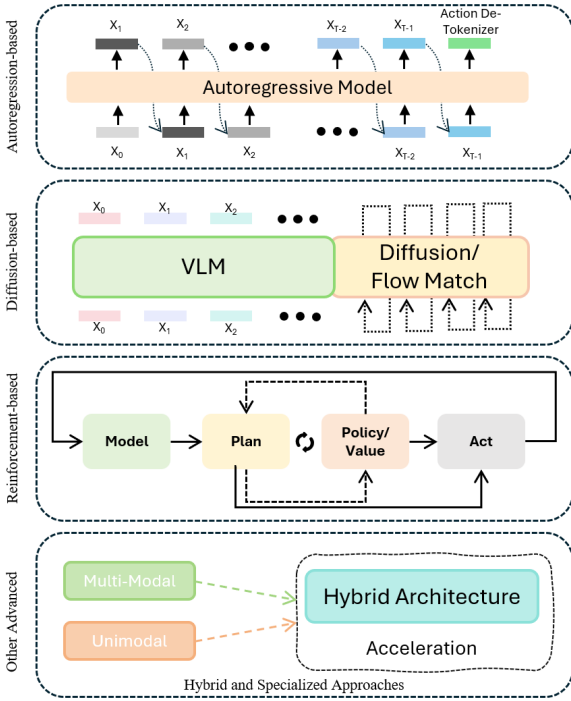 Autoregression-based
X1
X2
XT-2
XT-1
Action De-
Tokenizer
Autoregressive Model
X0
X1
X2
XT-2
XT-1
Diffusion-based
X0
X1
X2
VLM
Diffusion/
Flow Match
X0
X1
X2
Reinforcement-based
Model
Plan
Policy/
Value
Act
Other Advanced
Multi-Modal
Unimodal
Hybrid Architecture
Acceleration
Hybrid and Specialized Approaches